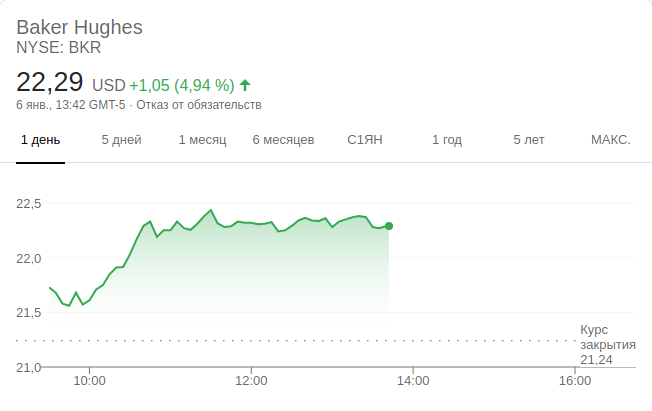 Baker Hughes
NYSE: BKR
22,29 USD +1,05 (4,94 %)
6 янв., 13:42 GMT-5 · Отказ от обязательств
1 день 5 дней 1 месяц 6 месяцев С1ЯН 1 год 5 лет МАКС.
22,5
22,0
21,5
Курс
закрытия
21,24
21,0
10:00 12:00 14:00 16:00